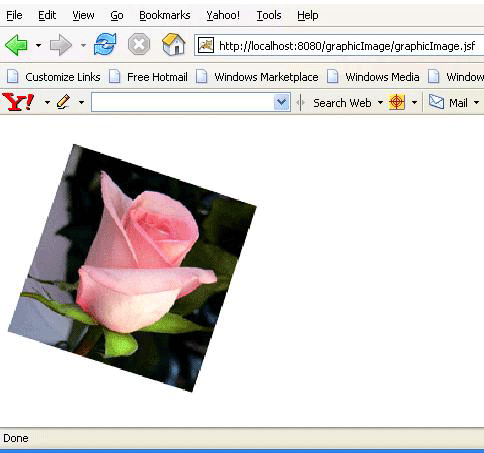 File Edit View Go Bookmarks Yahoo! Tools Help
http://localhost:8080/graphicImage/graphicImage.jsf
Customize Links Free Hotmail Windows Marketplace Windows Media Window
Y! Search Web Mail
Done